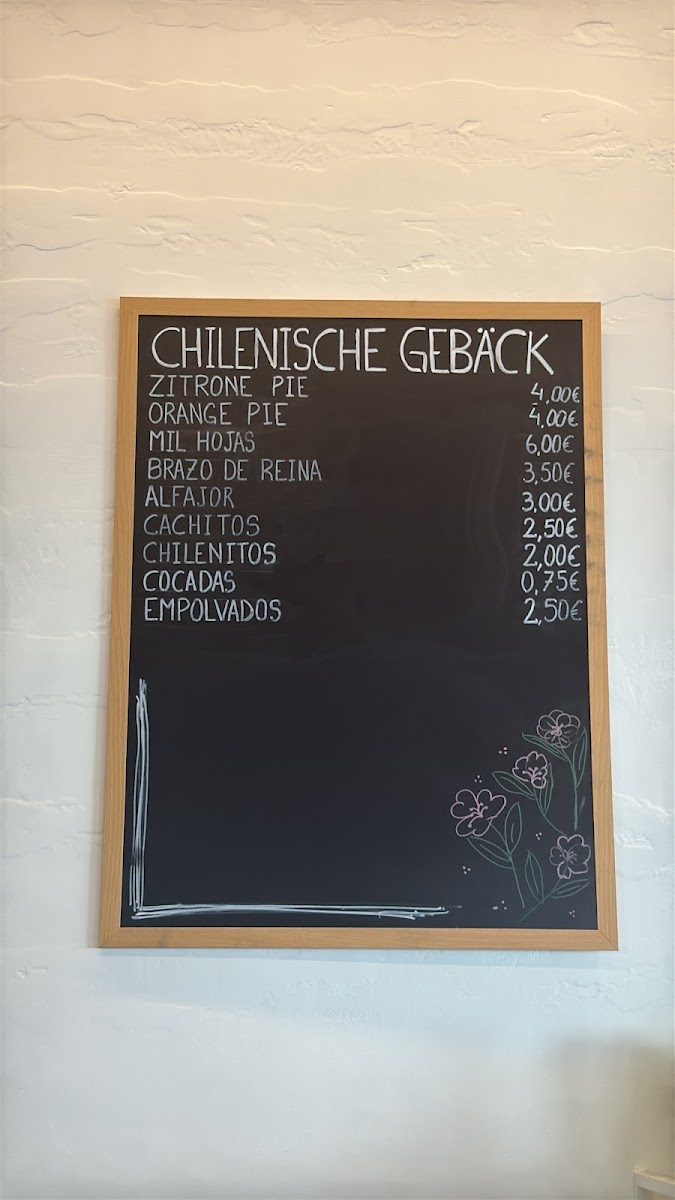 CHILENISCHE GEBÄCK
ZITRONE PIE 4,00€
ORANGE PIE 4,00€
MIL HOJAS 6,00€
BRAZO DE REINA 3,50€
ALFAJOR 3,00€
CACHITOS 2,50€
CHILENITOS 2,00€
COCADAS 0,75€
EMPOLVADOS 2,50€